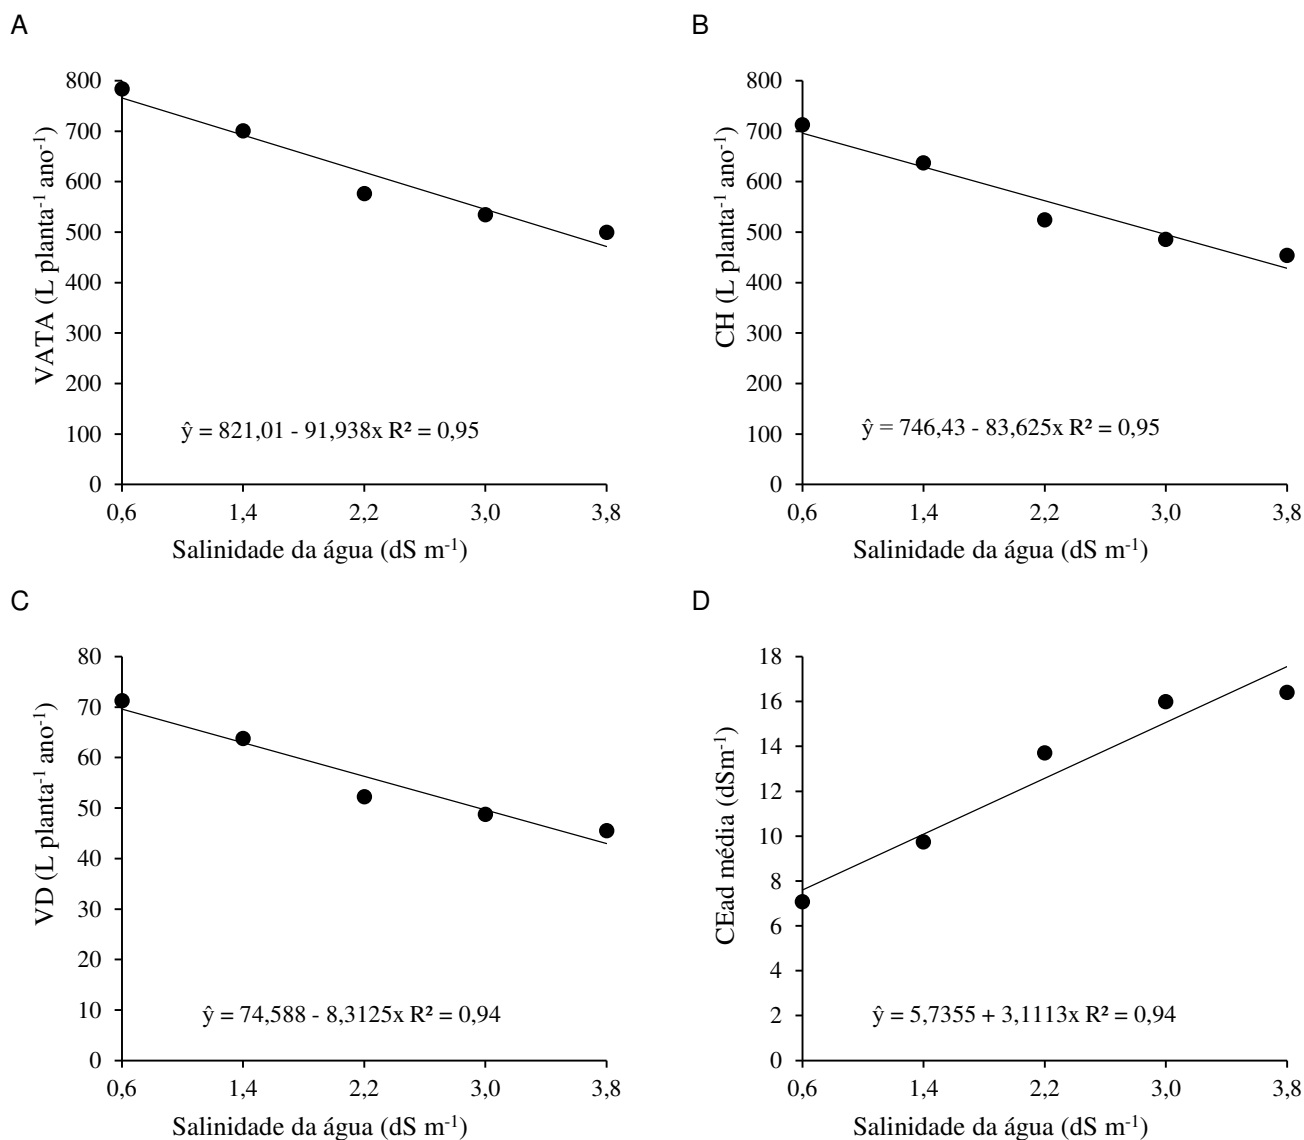 A
VATA (L planta⁻¹ ano⁻¹)
800
700
600
500
400
300
200
100
0
ŷ = 821,01 - 91,938x R² = 0,95
0,6 1,4 2,2 3,0 3,8
Salinidade da água (dS m⁻¹)
B
CH (L planta⁻¹ ano⁻¹)
800
700
600
500
400
300
200
100
0
ŷ = 746,43 - 83,625x R² = 0,95
0,6 1,4 2,2 3,0 3,8
Salinidade da água (dS m⁻¹)
C
VD (L planta⁻¹ ano⁻¹)
80
70
60
50
40
30
20
10
0
ŷ = 74,588 - 8,3125x R² = 0,94
0,6 1,4 2,2 3,0 3,8
Salinidade da água (dS m⁻¹)
D
CEad média (dSm⁻¹)
18
16
14
12
10
8
6
4
2
0
ŷ = 5,7355 + 3,1113x R² = 0,94
0,6 1,4 2,2 3,0 3,8
Salinidade da água (dS m⁻¹)